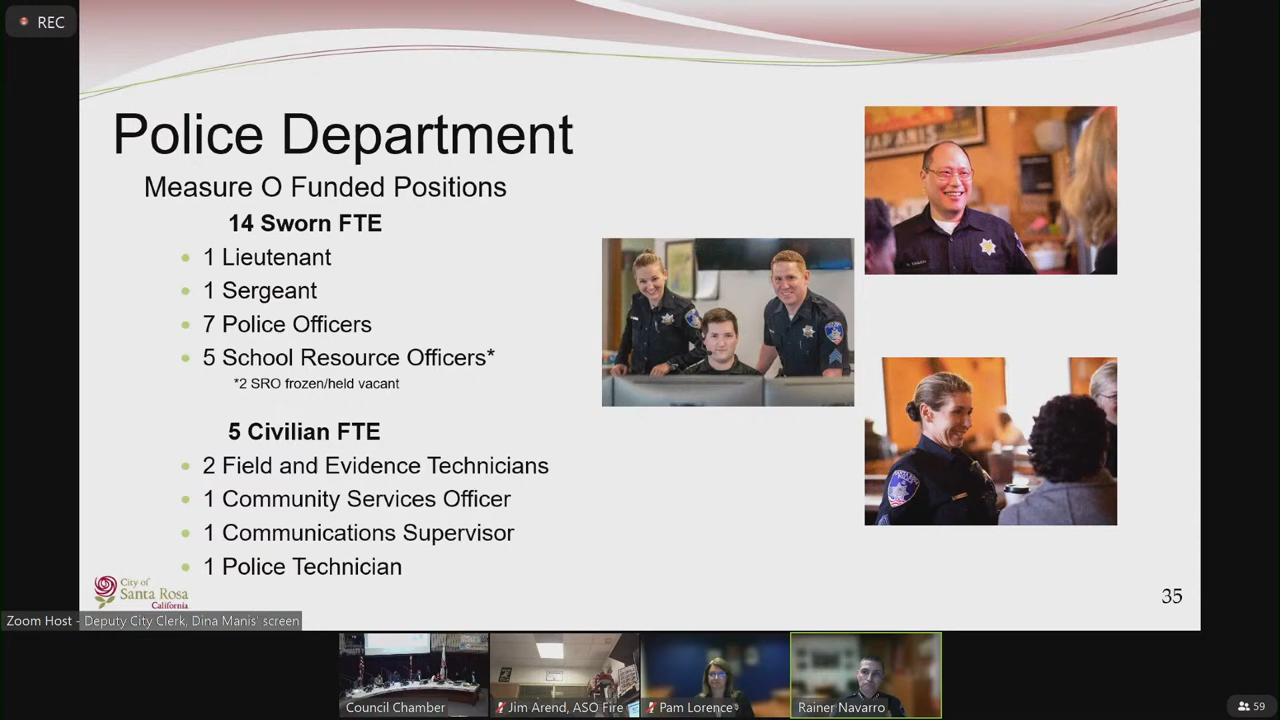 REC
Police Department
Measure O Funded Positions
14 Sworn FTE
1 Lieutenant
1 Sergeant
7 Police Officers
5 School Resource Officers*
*2 SRO frozen/held vacant
5 Civilian FTE
2 Field and Evidence Technicians
1 Community Services Officer
1 Communications Supervisor
1 Police Technician
City of
Santa Rosa
California
35
Zoom Host - Deputy City Clerk, Dina Manis' screen
Council Chamber
Jim Arend, ASO Fire
Pam Lorence
Rainer Navarro
59